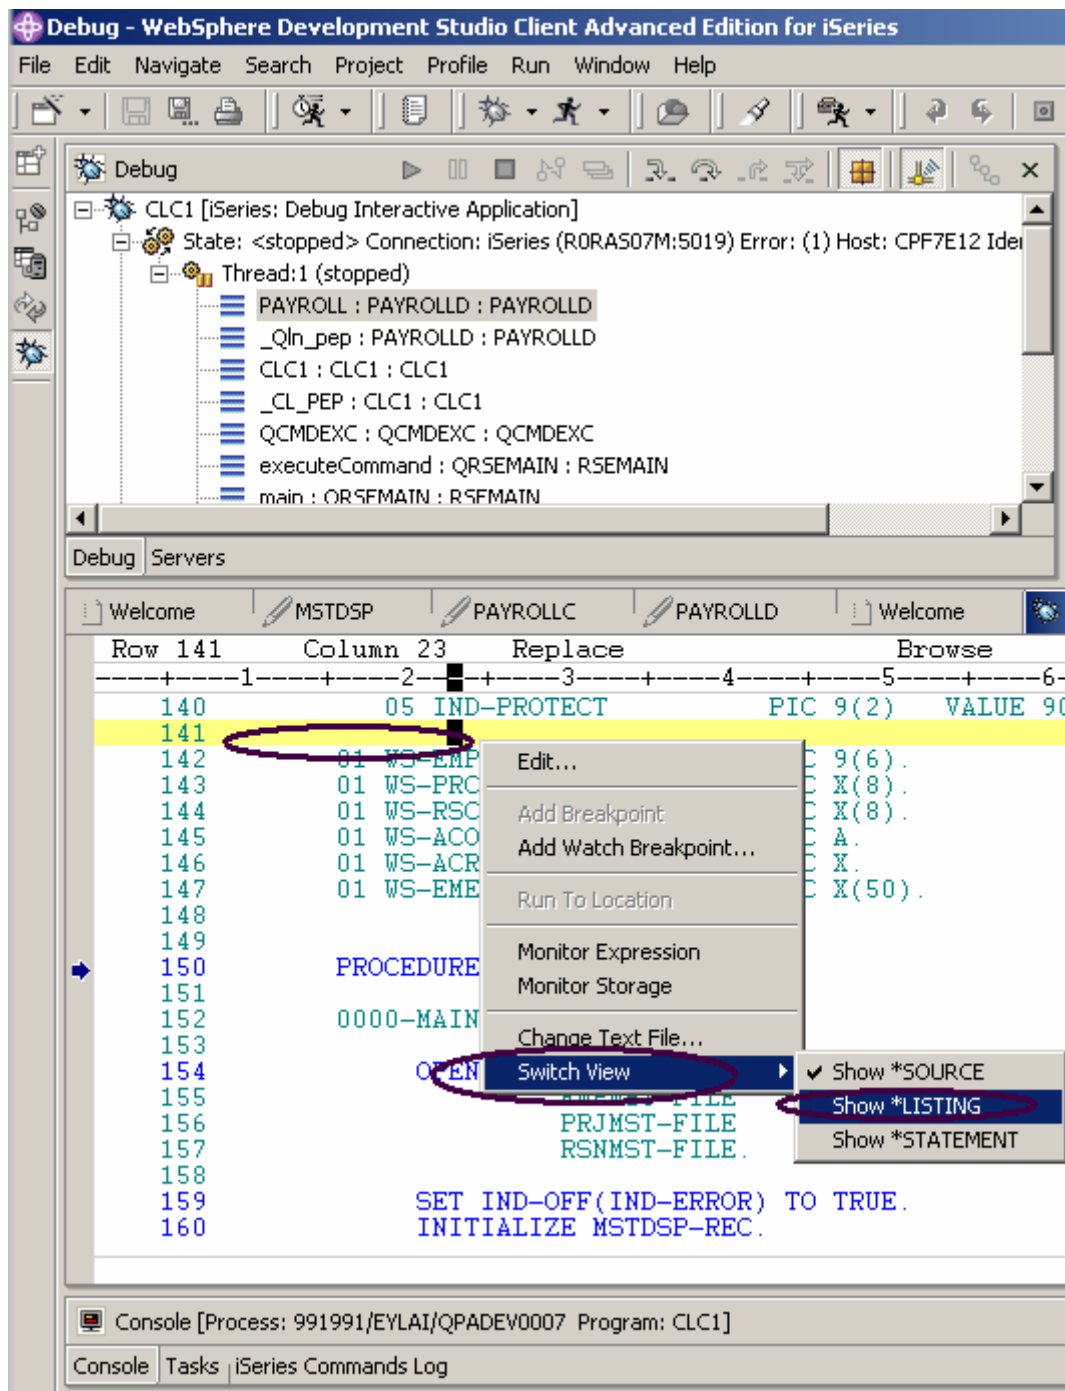 Debug - WebSphere Development Studio Client Advanced Edition for iSeries
File Edit Navigate Search Project Profile Run Window Help
Debug
CLC1 [iSeries: Debug Interactive Application]
State: <stopped> Connection: iSeries (RORAS07M:5019) Error: (1) Host: CPF7E12 Ider
Thread:1 (stopped)
PAYROLL : PAYROLLD : PAYROLLD
_Qln_pep : PAYROLLD : PAYROLLD
CLC1 : CLC1 : CLC1
_CL_PEP : CLC1 : CLC1
QCMDEXC : QCMDEXC : QCMDEXC
executeCommand : QRSEMAIN : RSEMAIN
main : QRSEMAIN : RSEMAIN
Debug Servers
Welcome MSTDSP PAYROLLC PAYROLLD Welcome
Row 141 Column 23 Replace Browse
----+----1----+----2----+----3----+----4----+----5----+----6-
140 05 IND-PROTECT PIC 9(2) VALUE 90
141
142 01 WS-EMP C 9(6).
143 01 WS-PRC C X(8).
144 01 WS-RSC C X(8).
145 01 WS-ACO C A.
146 01 WS-ACR C X.
147 01 WS-EME C X(50).
148
149
150 PROCEDURE
151
152 0000-MAIN
153
154 OPEN
155 -FILE
156 PRJMST-FILE
157 RSNMST-FILE.
158
159 SET IND-OFF(IND-ERROR) TO TRUE.
160 INITIALIZE MSTDSP-REC.
Edit...
Add Breakpoint
Add Watch Breakpoint...
Run To Location
Monitor Expression
Monitor Storage
Change Text File...
Switch View
Show *SOURCE
Show *LISTING
Show *STATEMENT
Console [Process: 991991/EYLAI/QPADEV0007 Program: CLC1]
Console Tasks iSeries Commands Log